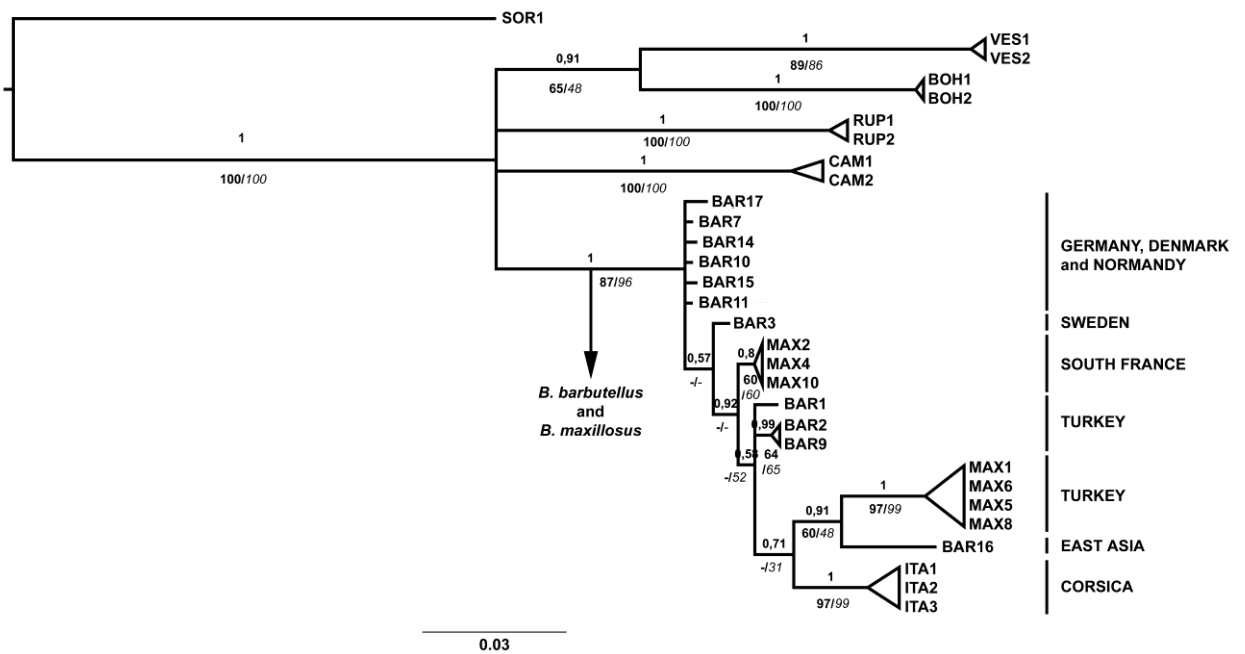 SOR1
1
89/86
VES1
VES2
0,91
65/48
1
100/100
BOH1
BOH2
1
100/100
RUP1
RUP2
1
100/100
1
100/100
CAM1
CAM2
BAR17
BAR7
BAR14
BAR10
BAR15
BAR11
GERMANY, DENMARK
and NORMANDY
1
87/96
B. barbutellus
and
B. maxillosus
BAR3
SWEDEN
0,57
-/-
0,8
60
/60
MAX2
MAX4
MAX10
SOUTH FRANCE
0,92
-/-
BAR1
0,99
64
/65
BAR2
BAR9
TURKEY
0,58
-/52
1
97/99
MAX1
MAX6
MAX5
MAX8
TURKEY
0,91
60/48
BAR16
EAST ASIA
0,71
-/31
1
97/99
ITA1
ITA2
ITA3
CORSICA
0.03